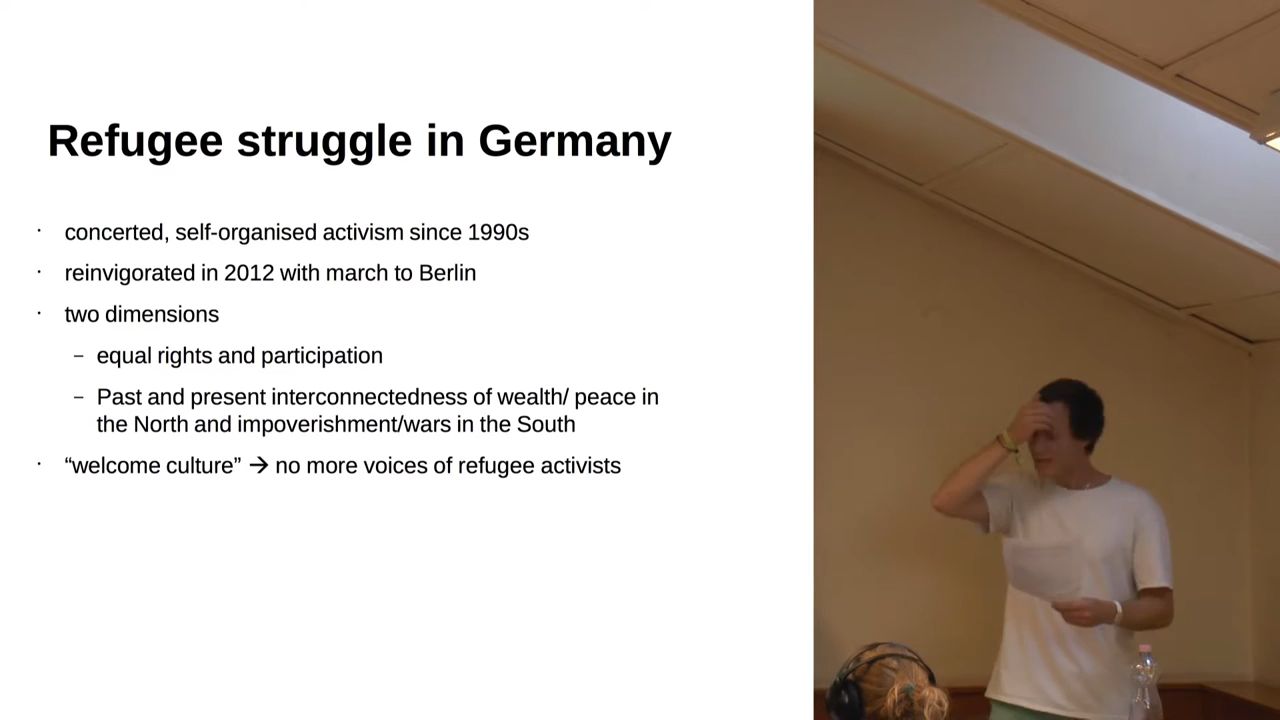 Refugee struggle in Germany
· concerted, self-organised activism since 1990s
· reinvigorated in 2012 with march to Berlin
· two dimensions
– equal rights and participation
– Past and present interconnectedness of wealth/ peace in
the North and impoverishment/wars in the South
· “welcome culture” → no more voices of refugee activists